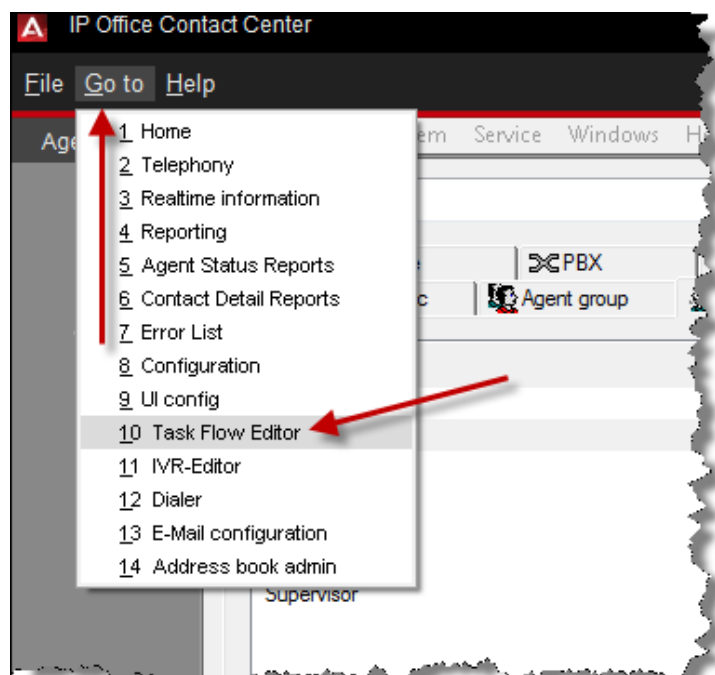 IP Office Contact Center
File Go to Help
Age
em Service Windows H
1 Home
2 Telephony
3 Realtime information
4 Reporting
5 Agent Status Reports
6 Contact Detail Reports
7 Error List
8 Configuration
9 UI config
10 Task Flow Editor
11 IVR-Editor
12 Dialer
13 E-Mail configuration
14 Address book admin
PBX
c Agent group
Supervisor